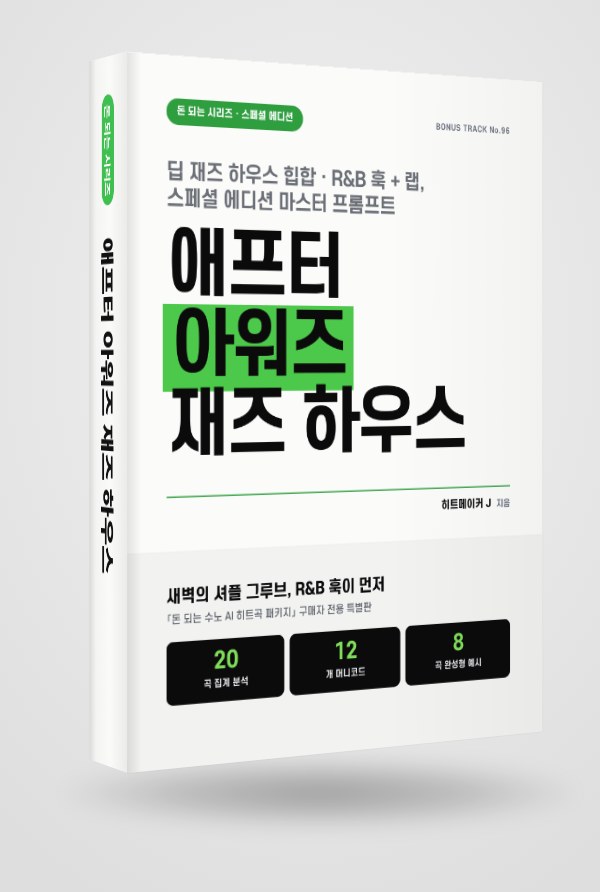 돈 되는 시리즈 · 스페셜 에디션
BONUS TRACK No.96
딥 재즈 하우스 힙합 · R&B 훅 + 랩,
스페셜 에디션 마스터 프롬프트
애프터
아워즈
재즈 하우스
히트메이커 J 지음
새벽의 셔플 그루브, R&B 훅이 먼저
『돈 되는 수노 AI 히트곡 패키지』 구매자 전용 특별판
20
곡 집계 분석
12
개 머니코드
8
곡 완성형 예시
돈 되는 시리즈
애프터 아워즈 재즈 하우스